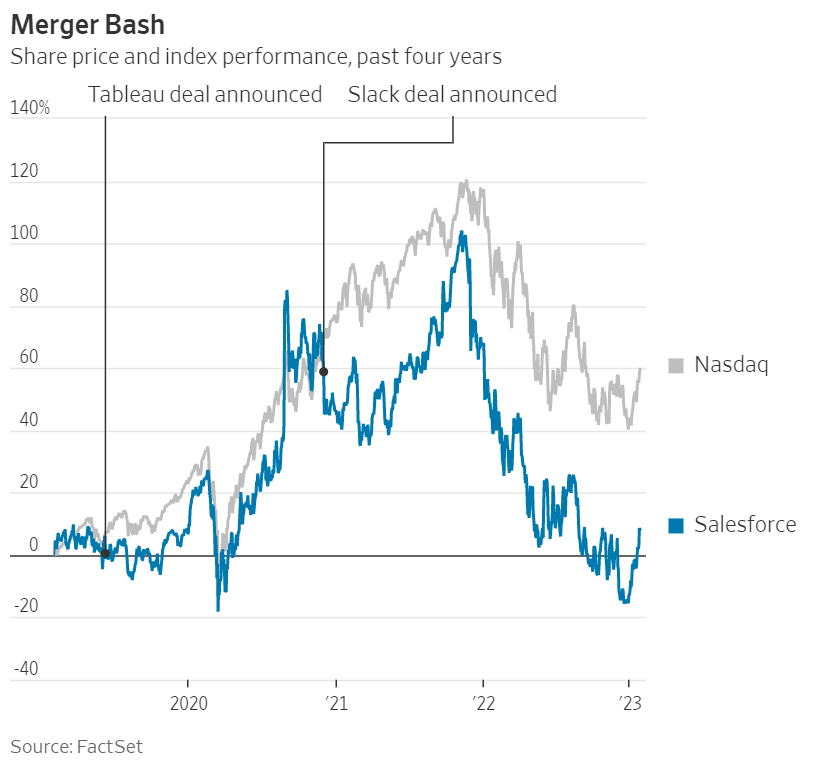 Merger Bash
Share price and index performance, past four years
Tableau deal announced
Slack deal announced
140%
120
100
80
60
40
20
0
-20
-40
Nasdaq
Salesforce
2020
’21
’22
’23
Source: FactSet